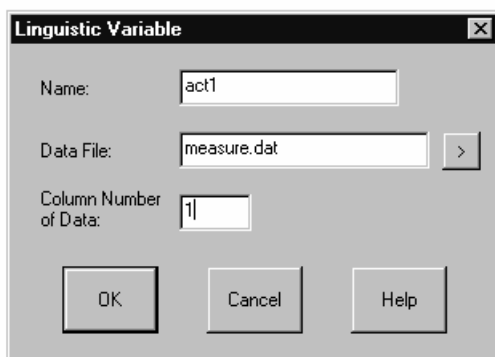 Linguistic Variable
Name: act1
Data File: measure.dat >
Column Number
of Data: 1
OK Cancel Help